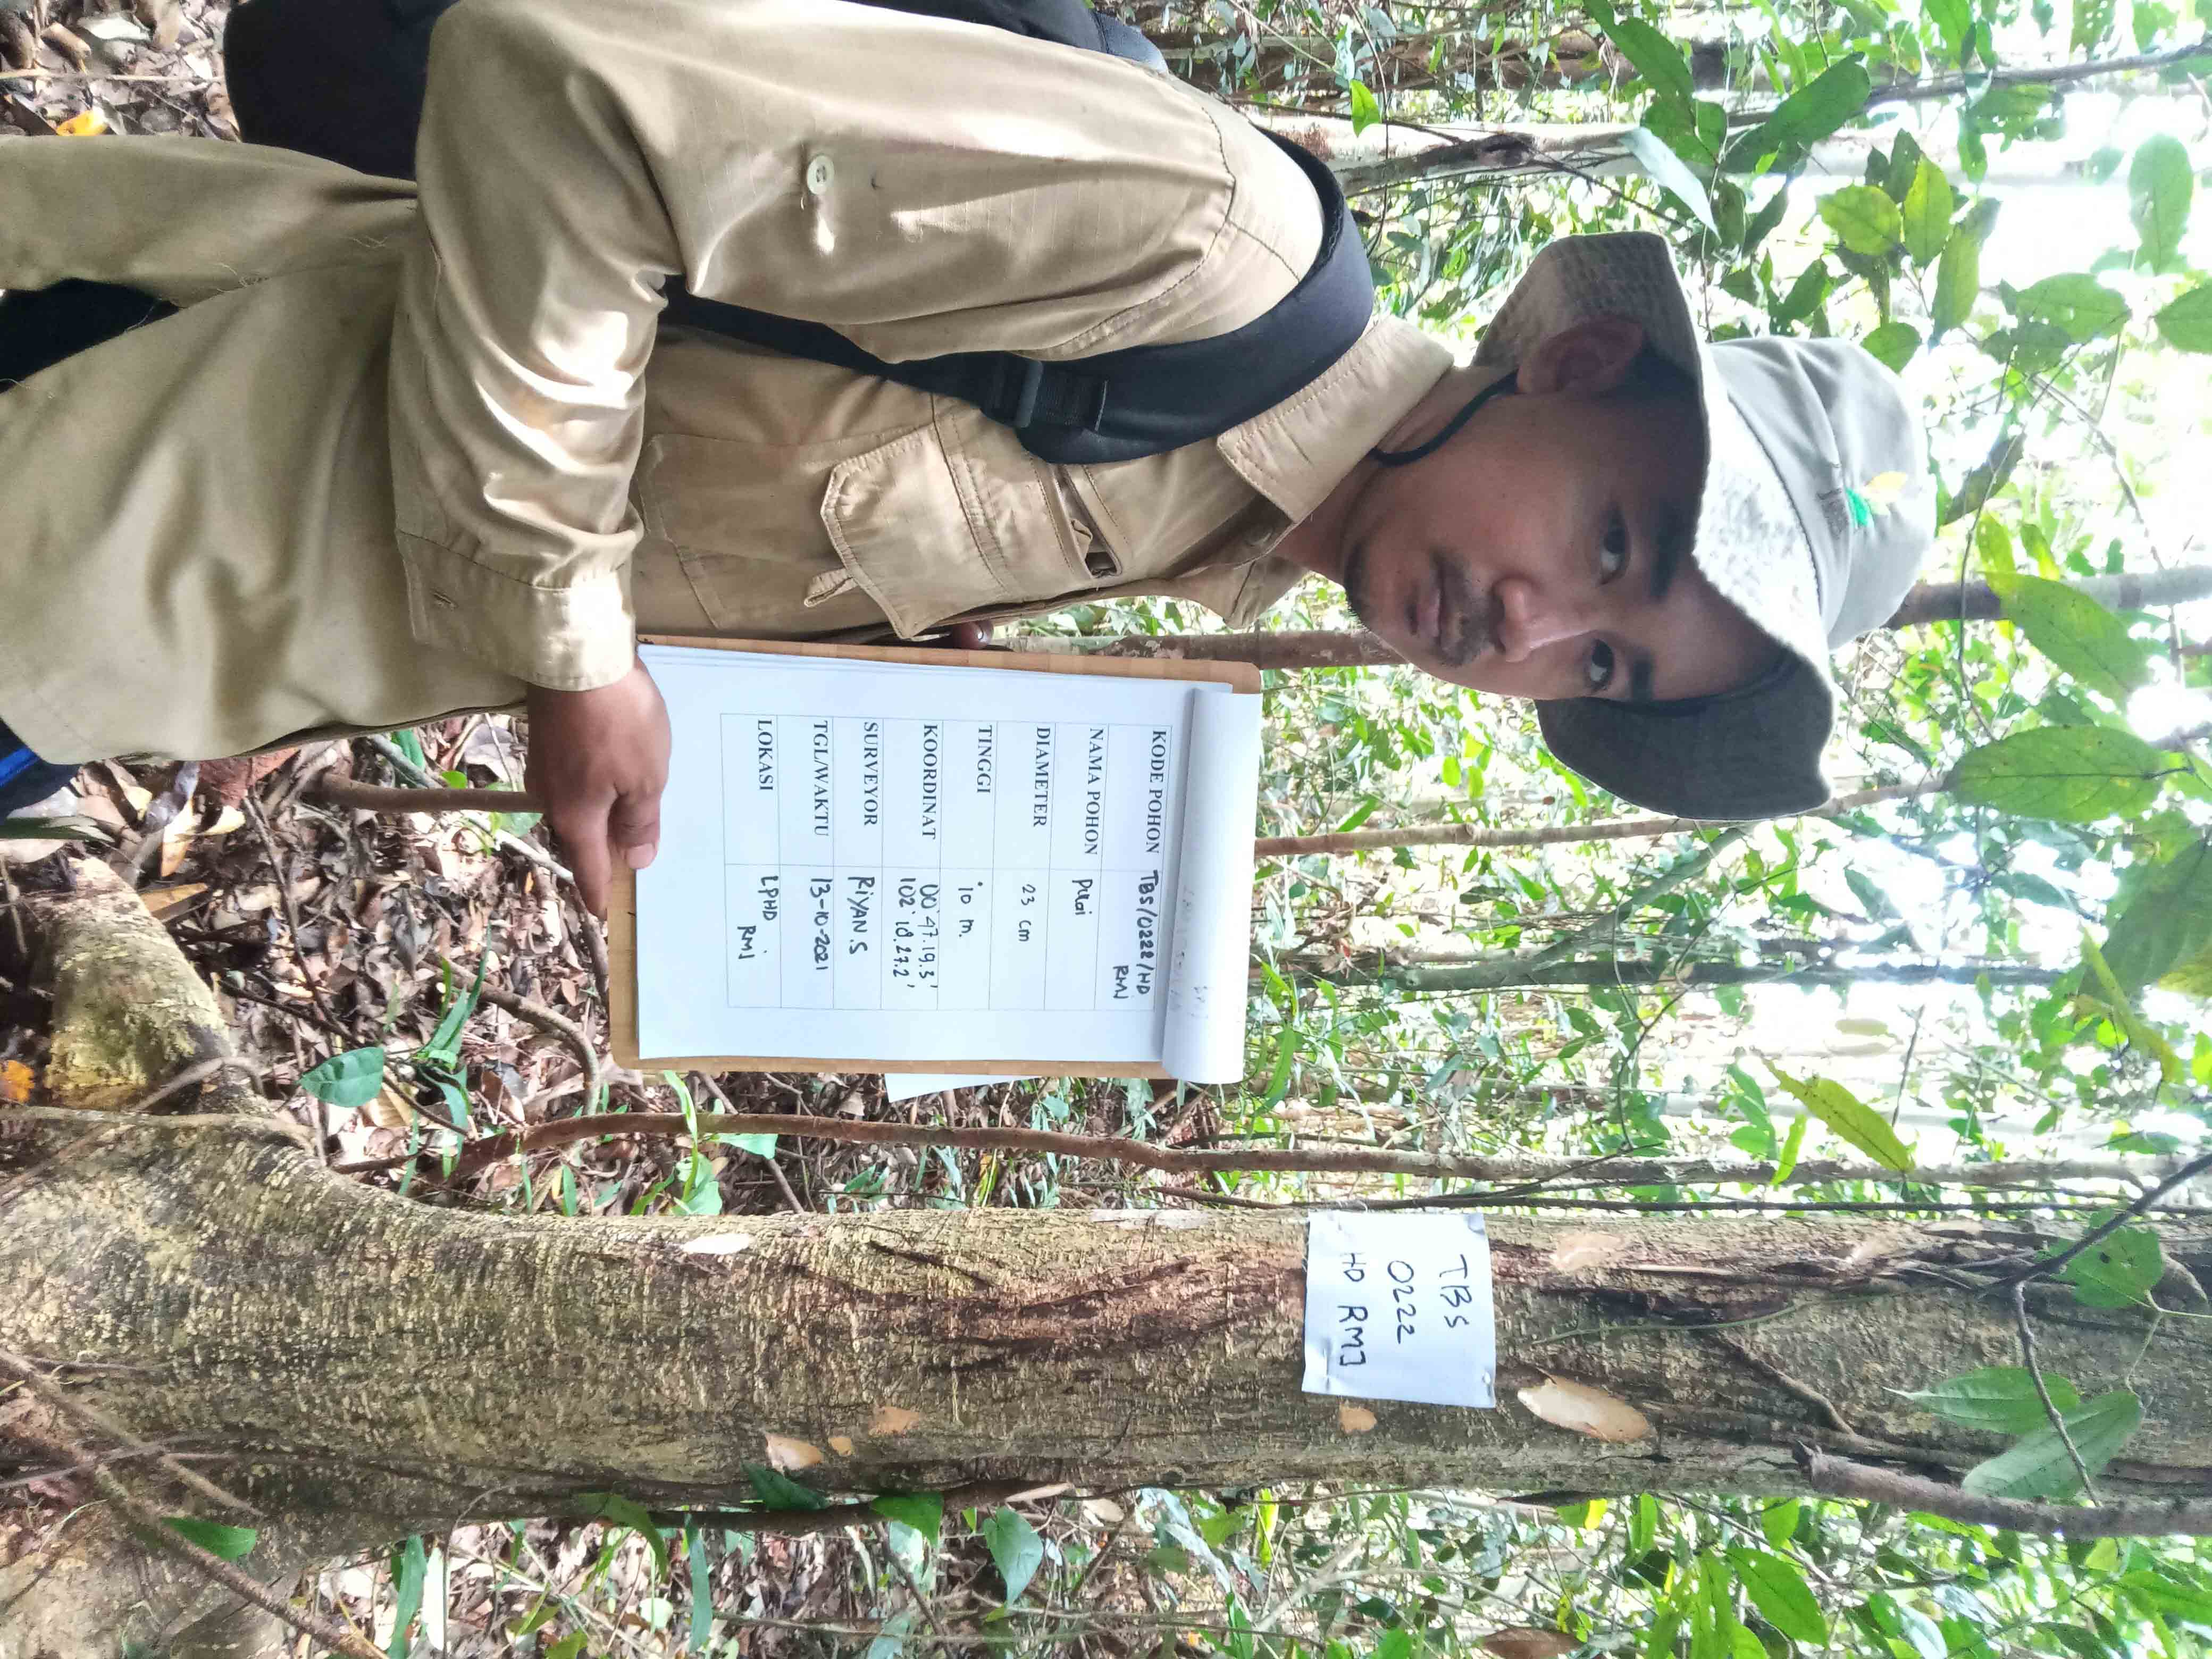 KODE POHON TBS/0222/HD
RMJ
NAMA POHON Pulai
DIAMETER 23 cm
TINGGI 10 m.
KOORDINAT 00° 47. 19. 3'
102° 10. 27. 2'
SURVEYOR RiYAN.S
TGL/WAKTU 13-10-2021
LOKASI LPHD
RMJ
TBS
0222
HD RMJ